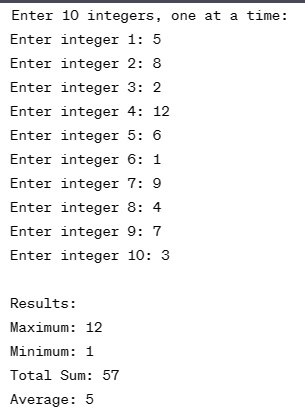 Enter 10 integers, one at a time:
Enter integer 1: 5
Enter integer 2: 8
Enter integer 3: 2
Enter integer 4: 12
Enter integer 5: 6
Enter integer 6: 1
Enter integer 7: 9
Enter integer 8: 4
Enter integer 9: 7
Enter integer 10: 3
Results:
Maximum: 12
Minimum: 1
Total Sum: 57
Average: 5